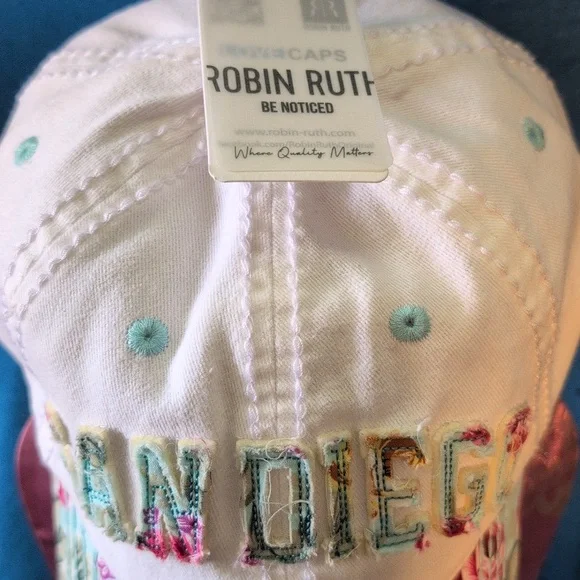 CAPS
ROBIN RUTH
BE NOTICED
www.robin-ruth.com
Where Quality Matters
SAN DIEGO